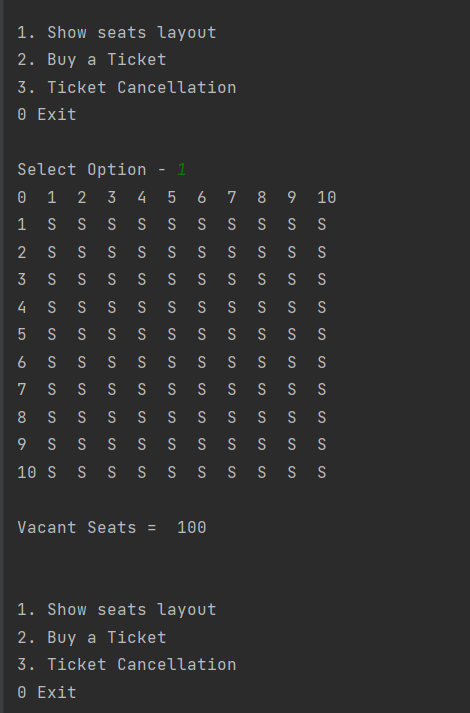 1. Show seats layout
2. Buy a Ticket
3. Ticket Cancellation
0 Exit
Select Option - 1
0  1  2  3  4  5  6  7  8  9  10
1  S  S  S  S  S  S  S  S  S  S
2  S  S  S  S  S  S  S  S  S  S
3  S  S  S  S  S  S  S  S  S  S
4  S  S  S  S  S  S  S  S  S  S
5  S  S  S  S  S  S  S  S  S  S
6  S  S  S  S  S  S  S  S  S  S
7  S  S  S  S  S  S  S  S  S  S
8  S  S  S  S  S  S  S  S  S  S
9  S  S  S  S  S  S  S  S  S  S
10 S  S  S  S  S  S  S  S  S  S
Vacant Seats =  100
1. Show seats layout
2. Buy a Ticket
3. Ticket Cancellation
0 Exit